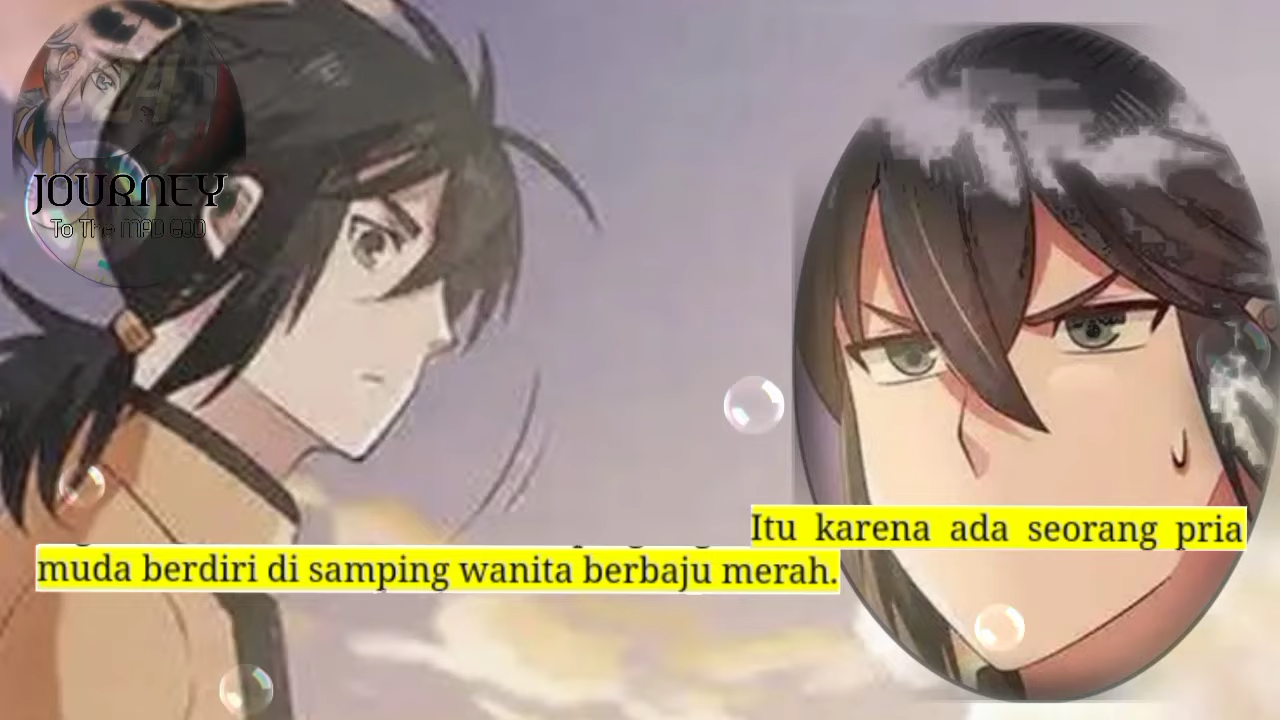 JOURNEY
To The MAD GOD
Itu karena ada seorang pria
muda berdiri di samping wanita berbaju merah.